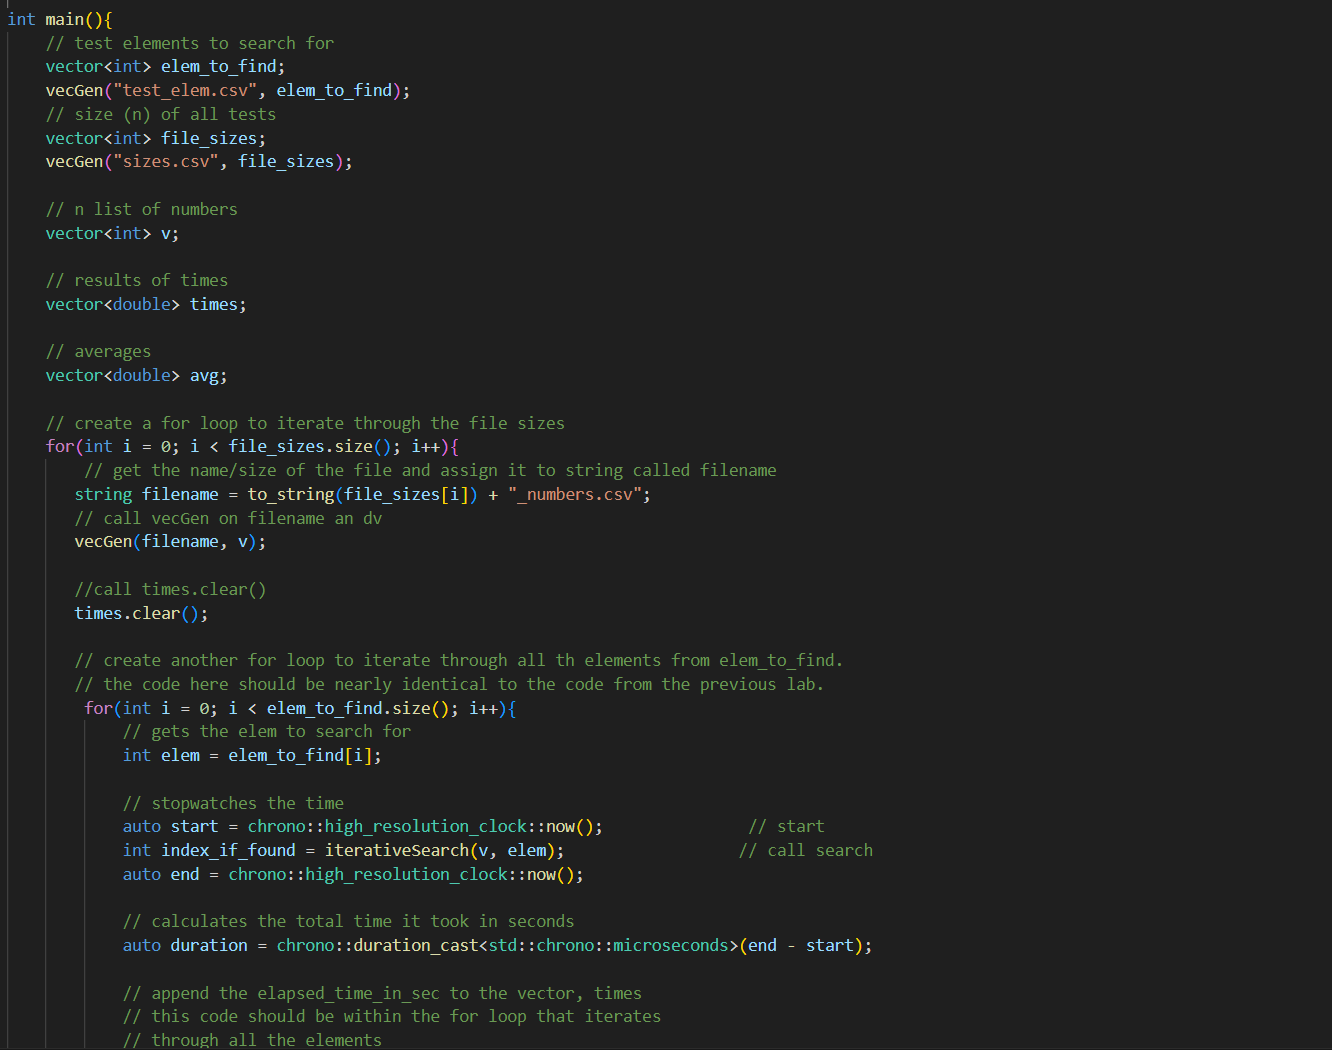 int main(){
// test elements to search for
vector<int> elem_to_find;
vecGen("test_elem.csv", elem_to_find);
// size (n) of all tests
vector<int> file_sizes;
vecGen("sizes.csv", file_sizes);
// n list of numbers
vector<int> v;
// results of times
vector<double> times;
// averages
vector<double> avg;
// create a for loop to iterate through the file sizes
for(int i = 0; i < file_sizes.size(); i++){
// get the name/size of the file and assign it to string called filename
string filename = to_string(file_sizes[i]) + "_numbers.csv";
// call vecGen on filename an dv
vecGen(filename, v);
//call times.clear()
times.clear();
// create another for loop to iterate through all th elements from elem_to_find.
// the code here should be nearly identical to the code from the previous lab.
for(int i = 0; i < elem_to_find.size(); i++){
// gets the elem to search for
int elem = elem_to_find[i];
// stopwatches the time
auto start = chrono::high_resolution_clock::now(); // start
int index_if_found = iterativeSearch(v, elem); // call search
auto end = chrono::high_resolution_clock::now();
// calculates the total time it took in seconds
auto duration = chrono::duration_cast<std::chrono::microseconds>(end - start);
// append the elapsed_time_in_sec to the vector, times
// this code should be within the for loop that iterates
// through all the elements